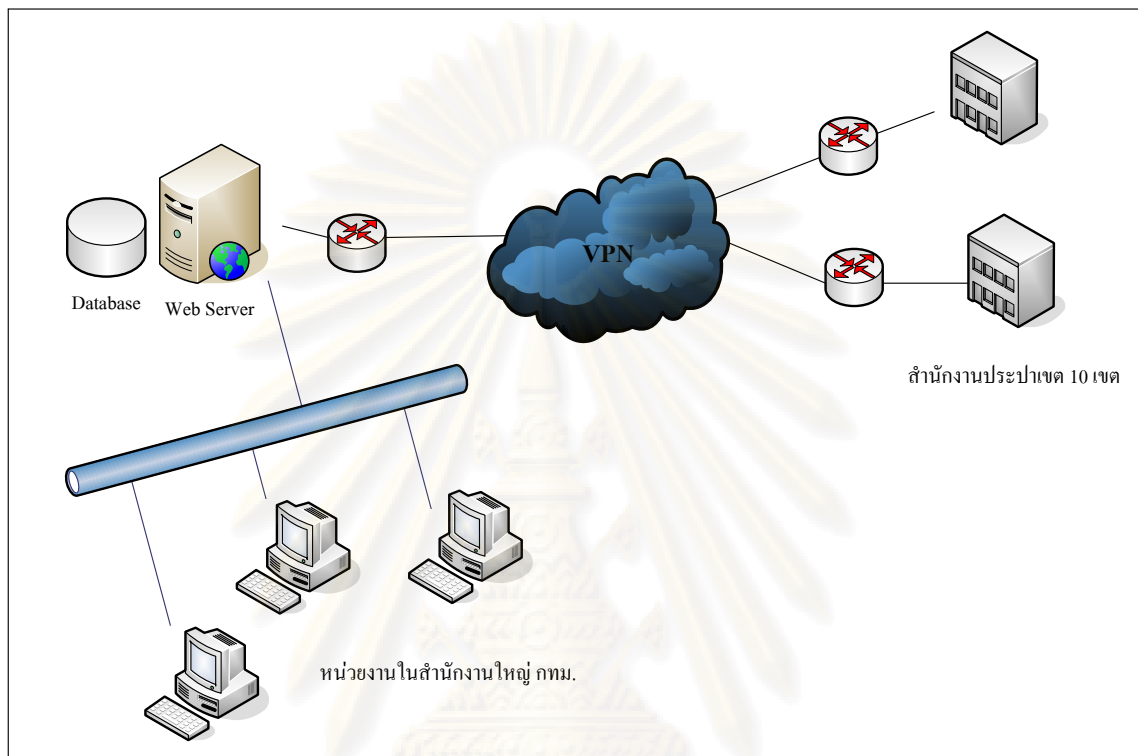 VPN
Database
Web Server
สำนักงานประปาเขต 10 เขต
หน่วยงานในสำนักงานใหญ่ กทม.